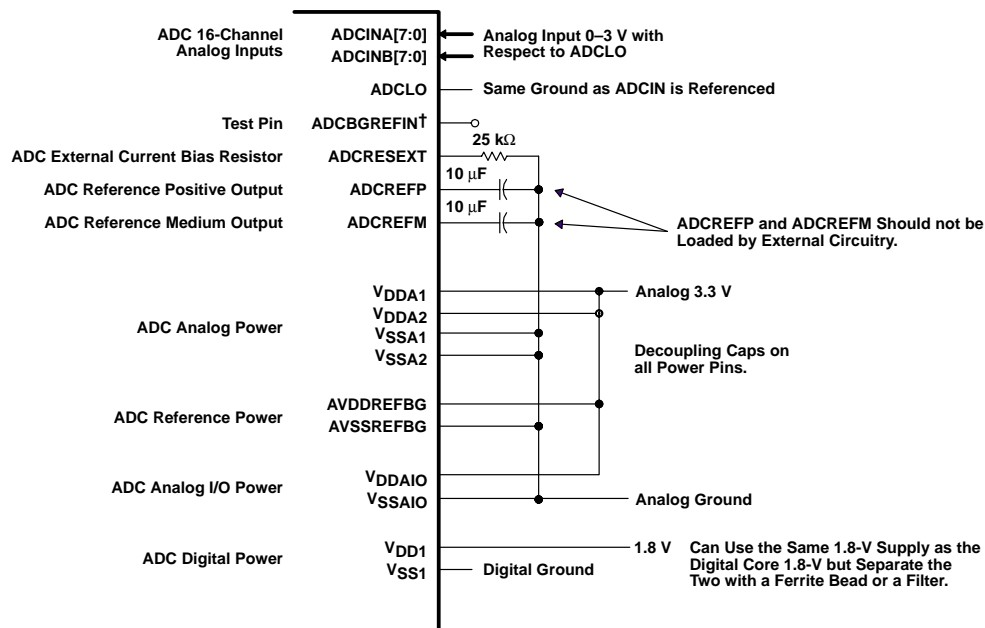 ADC 16-Channel
Analog Inputs
ADCINA[7:0]
ADCINB[7:0]
Analog Input 0–3 V with
Respect to ADCLO
ADCLO
Same Ground as ADCIN is Referenced
Test Pin
ADCBGREFIN†
25 kΩ
ADC External Current Bias Resistor
ADCRESEXT
10 μF
ADC Reference Positive Output
ADCREFP
10 μF
ADC Reference Medium Output
ADCREFM
ADCREFP and ADCREFM Should not be
Loaded by External Circuitry.
VDDA1
Analog 3.3 V
VDDA2
ADC Analog Power
VSSA1
VSSA2
Decoupling Caps on
all Power Pins.
ADC Reference Power
AVDDREFBG
AVSSREFBG
ADC Analog I/O Power
VDDAIO
VSSAIO
Analog Ground
ADC Digital Power
VDD1
1.8 V
VSS1
Digital Ground
Can Use the Same 1.8-V Supply as the
Digital Core 1.8-V but Separate the
Two with a Ferrite Bead or a Filter.